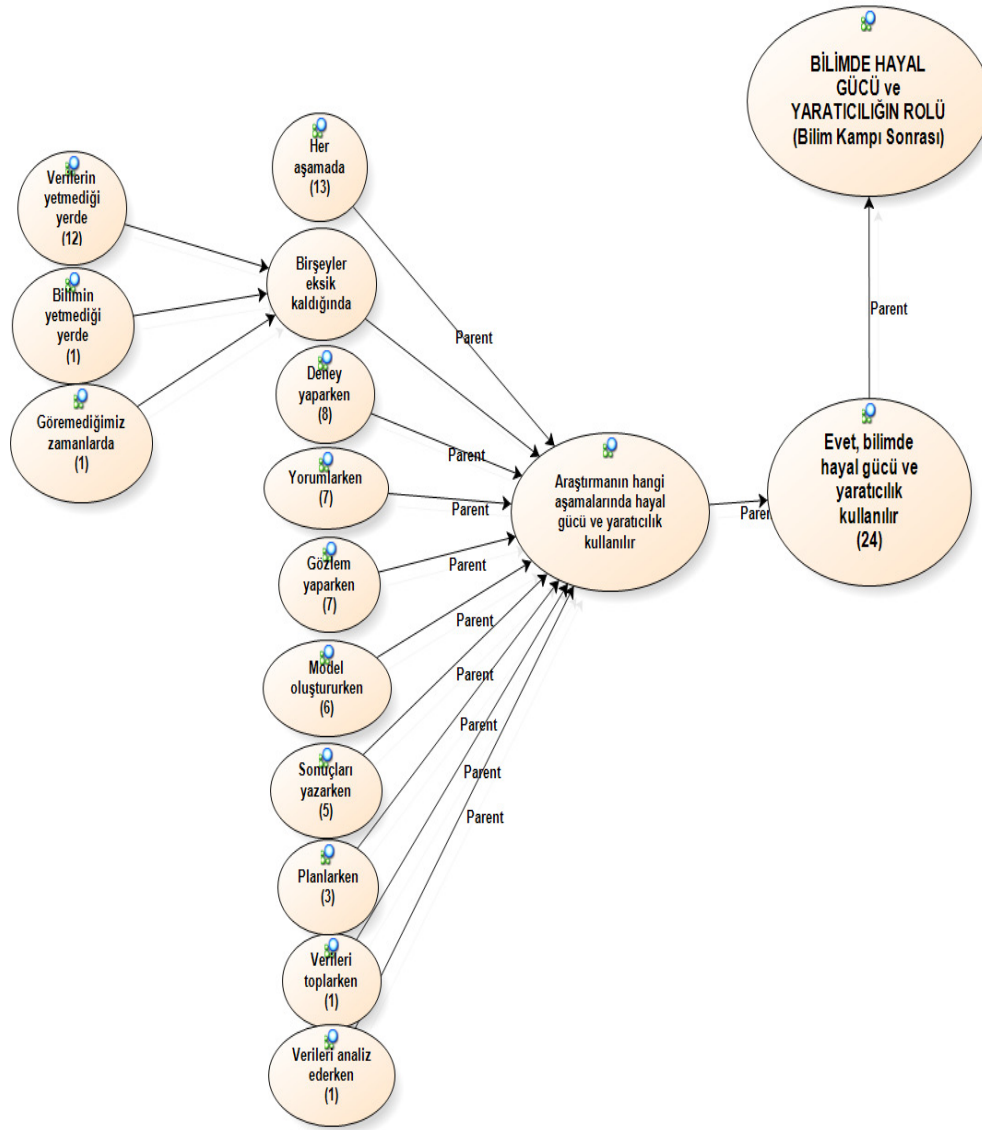 BİLİMDE HAYAL
GÜCÜ ve
YARATICILIĞIN ROLÜ
(Bilim Kampı Sonrası)
Her
aşamada
(13)
Verilerin
yetmediği
yerde
(12)
Birşeyler
eksik
kaldığında
Bilimin
yetmediği
yerde
(1)
Parent
Parent
Deney
yaparken
(8)
Göremediğimiz
zamanlarda
(1)
Parent
Evet, bilimde
hayal gücü ve
yaratıcılık
kullanılır
(24)
Araştırmanın hangi
aşamalarında hayal
gücü ve yaratıcılık
kullanılır
Yorumlarken
(7)
Parent
Parent
Gözlem
yaparken
(7)
Parent
Model
oluştururken
(6)
Parent
Parent
Sonuçları
yazarken
(5)
Parent
Parent
Parent
Planlarken
(3)
Verileri
toplarken
(1)
Verileri analiz
ederken
(1)